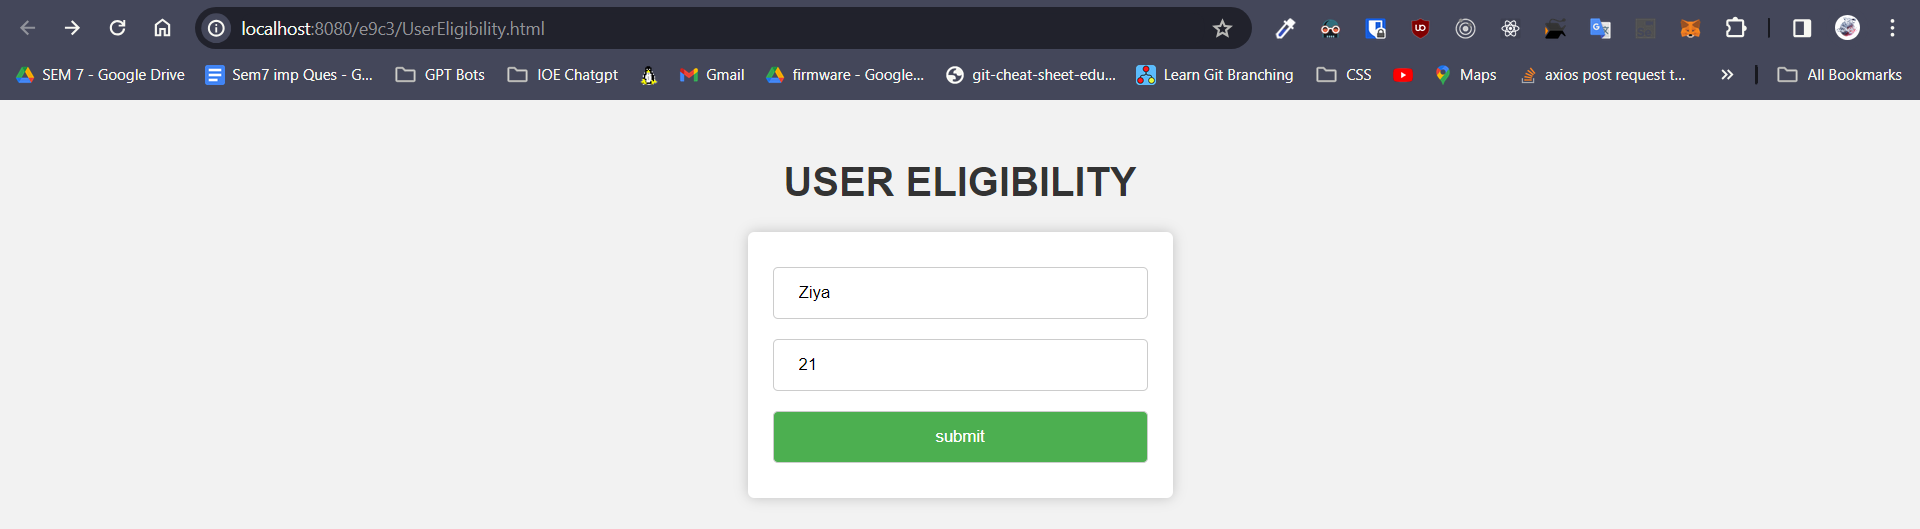 localhost:8080/e9c3/UserEligibility.html
SEM 7 - Google Drive Sem7 imp Ques - G... GPT Bots IOE Chatgpt Gmail firmware - Google... git-cheat-sheet-edu... Learn Git Branching CSS Maps axios post request t... » All Bookmarks
USER ELIGIBILITY
Ziya
21
submit